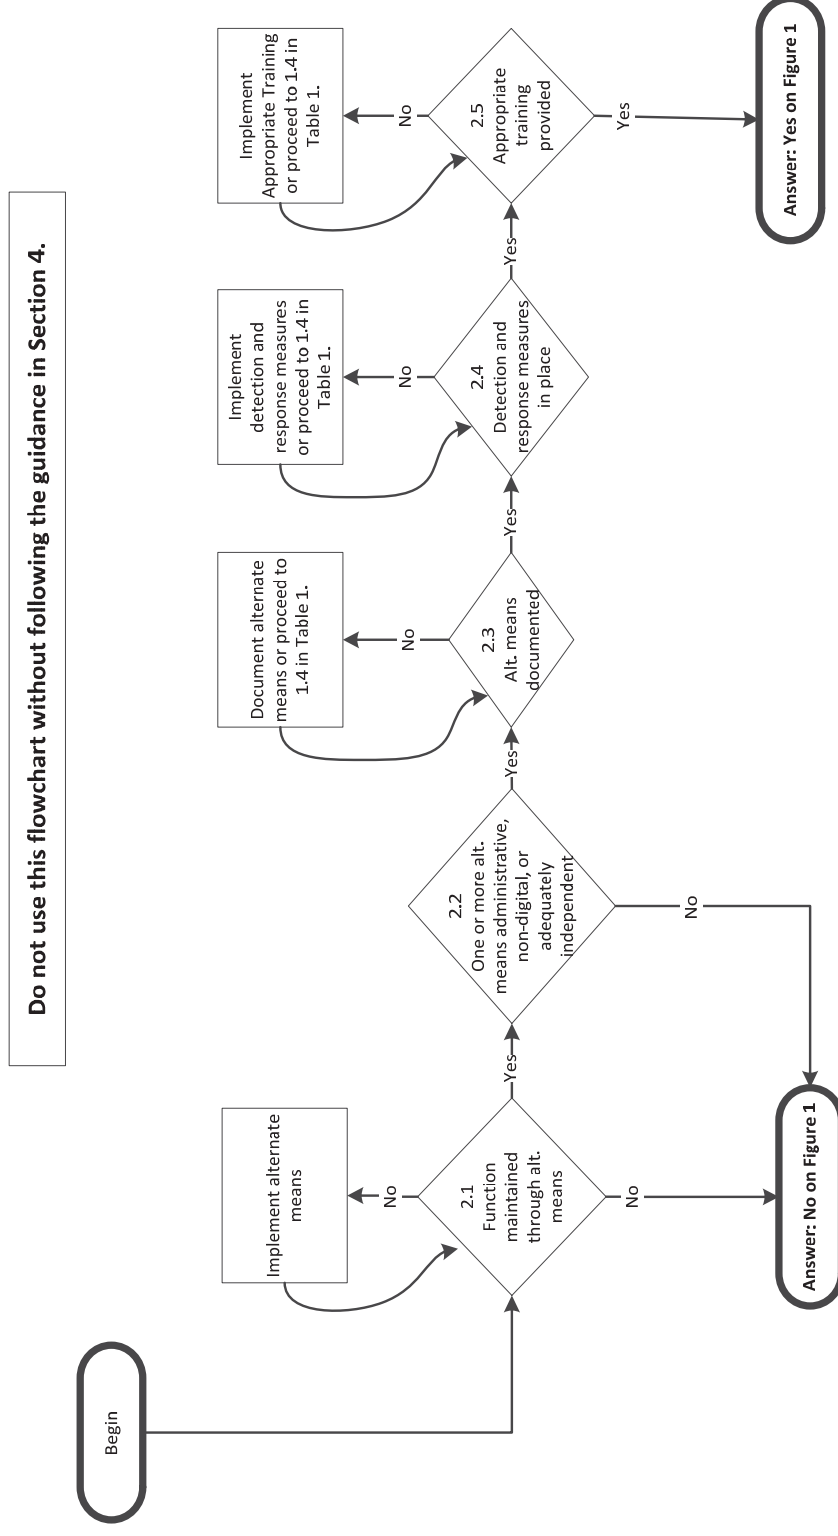 Do not use this flowchart without following the guidance in Section 4.
Begin
Implement alternate
means
No
2.1
Function
maintained
through alt.
means
No
Answer: No on Figure 1
Yes
2.2
One or more alt.
means administrative,
non-digital, or
adequately
independent
No
Yes
Document alternate
means or proceed to
1.4 in Table 1.
No
2.3
Alt. means
documented
Yes
Implement
detection and
response measures
or proceed to 1.4 in
Table 1.
No
2.4
Detection and
response measures
in place
Yes
Implement
Appropriate Training
or proceed to 1.4 in
Table 1.
No
2.5
Appropriate
training
provided
Yes
Answer: Yes on Figure 1